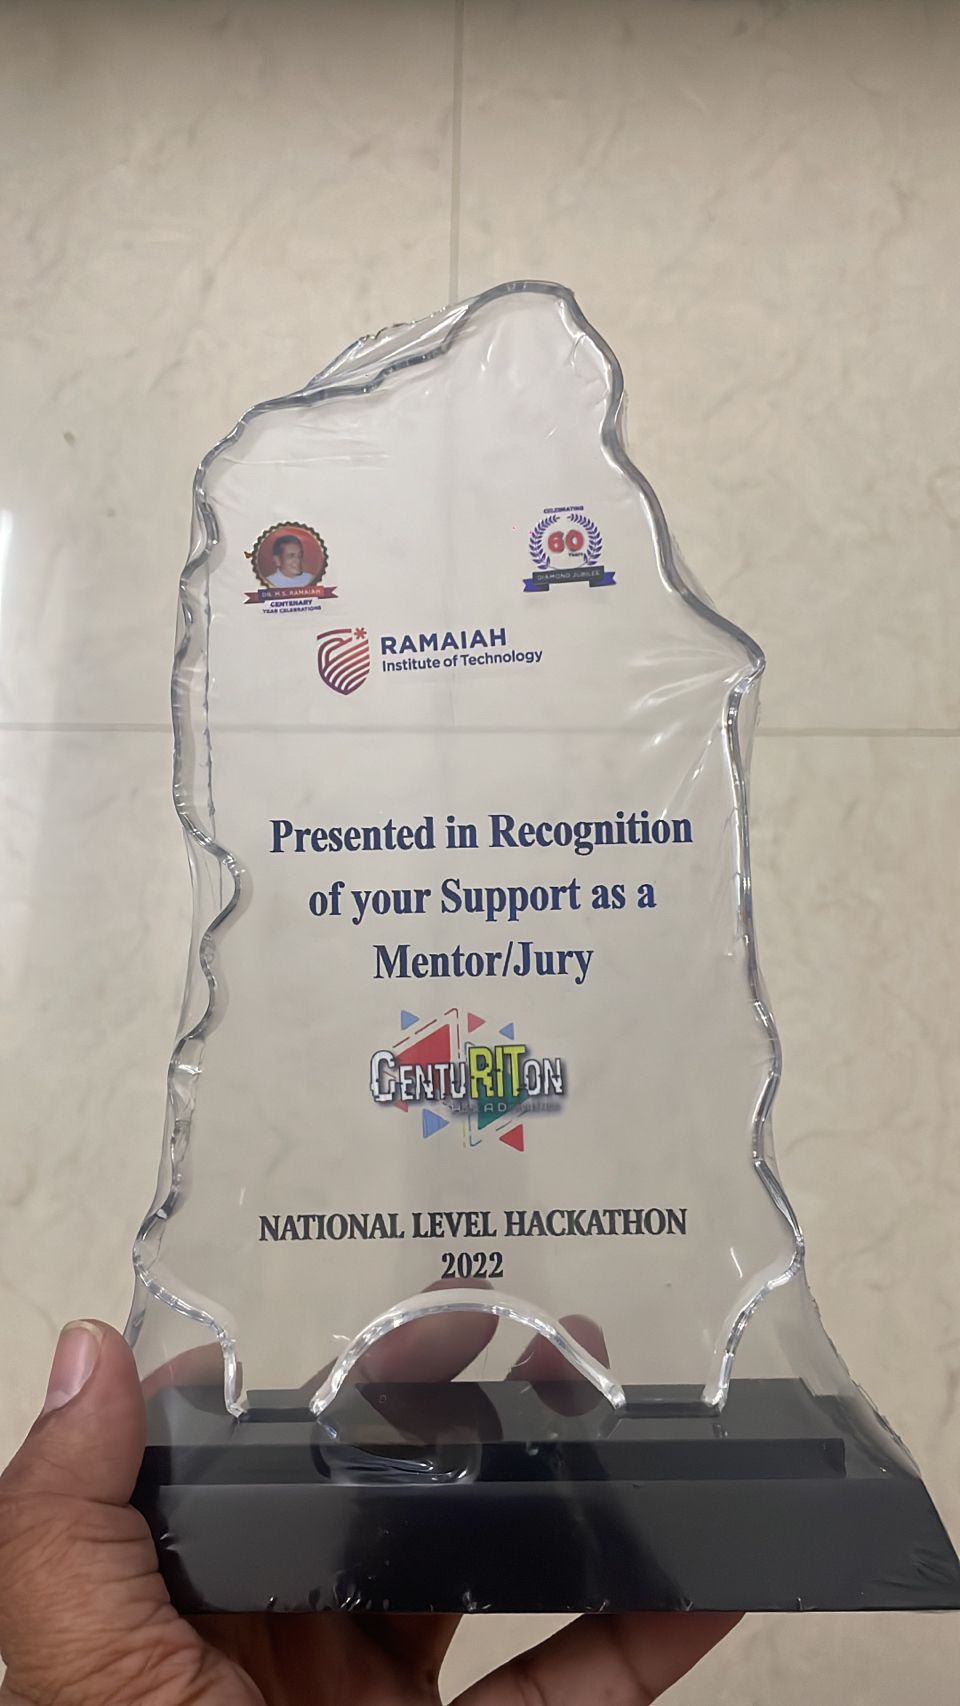 CELEBRATING
60
Years
DIAMOND JUBILEE
DR. M.S. RAMAIAH
CENTENARY
YEAR CELEBRATIONS
RAMAIAH
Institute of Technology
Presented in Recognition
of your Support as a
Mentor/Jury
CENTURITON
NATIONAL LEVEL HACKATHON
2022